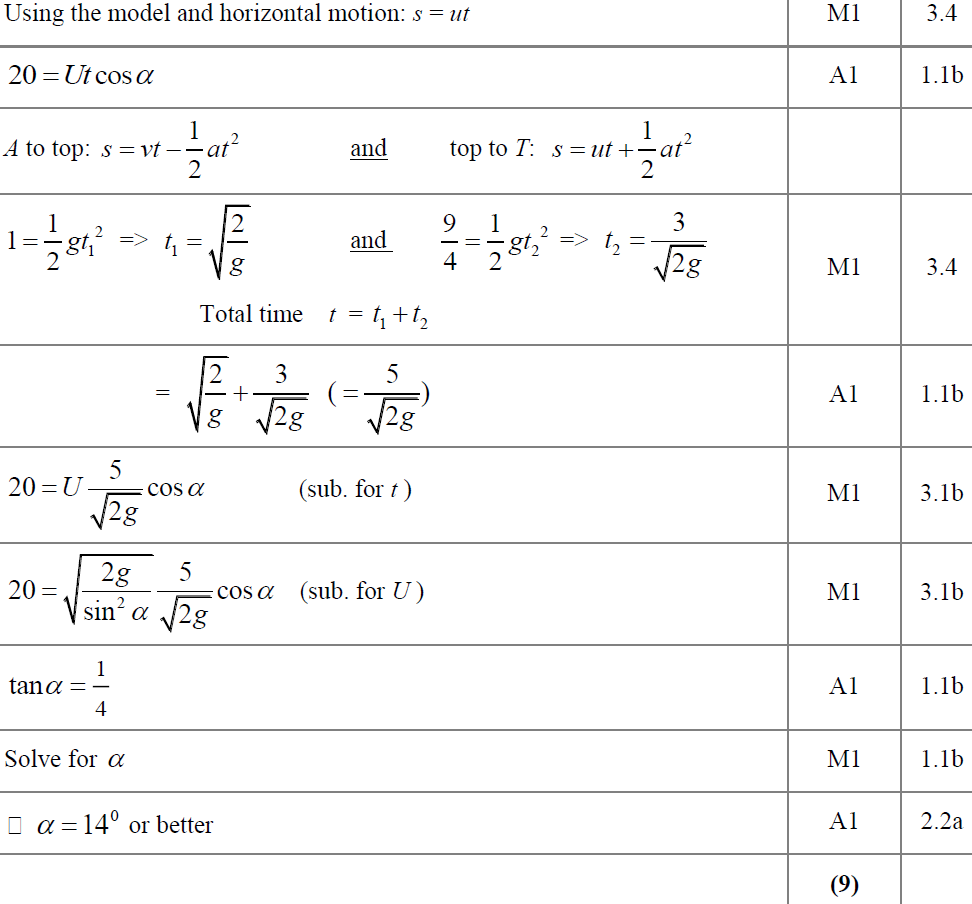 Using the model and horizontal motion: s = ut M1 3.4
20 = Ut cos α A1 1.1b
A to top: s = vt − 1/2 at² and top to T: s = ut + 1/2 at²
1 = 1/2 gt₁² => t₁ = √(2/g) and 9/4 = 1/2 gt₂² => t₂ = 3/√(2g) M1 3.4
Total time t = t₁ + t₂
= √(2/g) + 3/√(2g) (= 5/√(2g)) A1 1.1b
20 = U 5/√(2g) cos α (sub. for t) M1 3.1b
20 = √(2g/sin² α) 5/√(2g) cos α (sub. for U) M1 3.1b
tan α = 1/4 A1 1.1b
Solve for α M1 1.1b
□ α = 14⁰ or better A1 2.2a
(9)